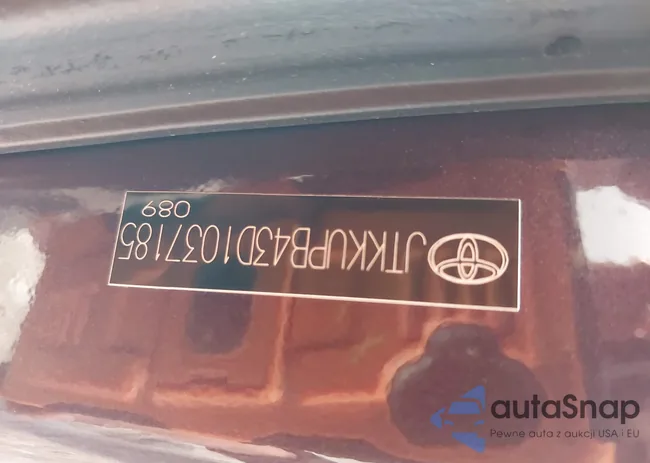 JTKKUPB43D1037185
089
autaSnap
Pewne auta z aukcji USA i EU